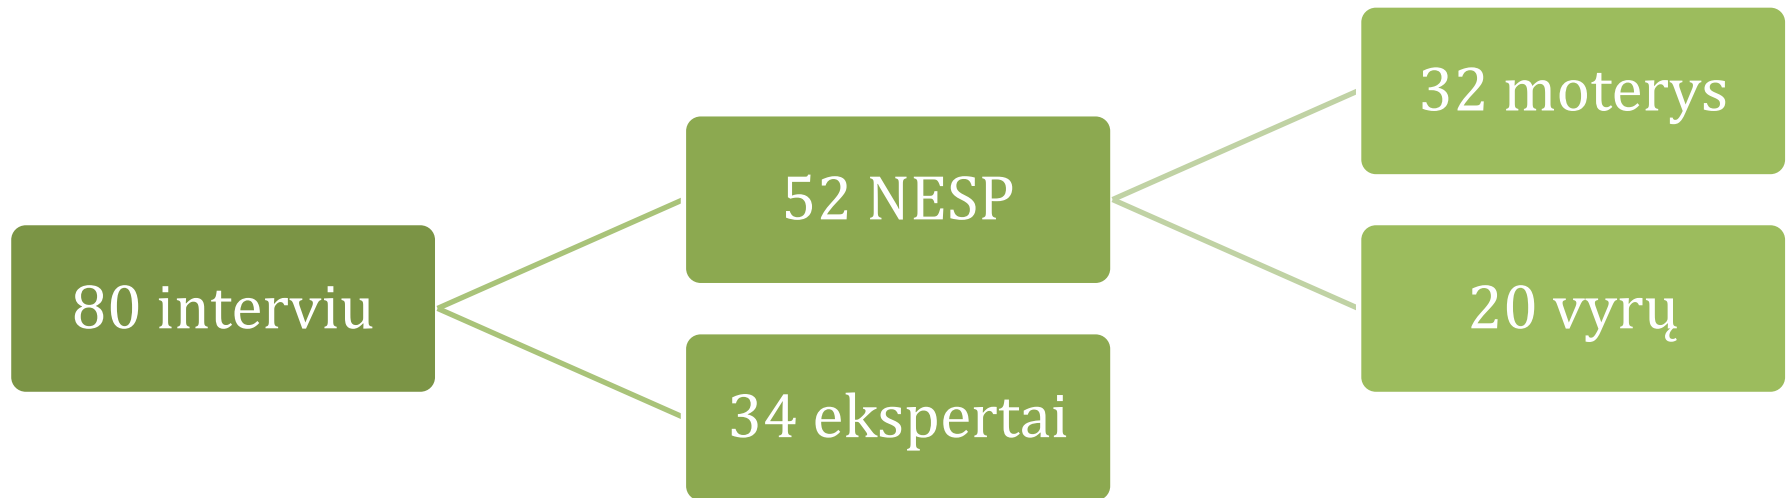 80 interviu
52 NESP
34 ekspertai
32 moterys
20 vyrų